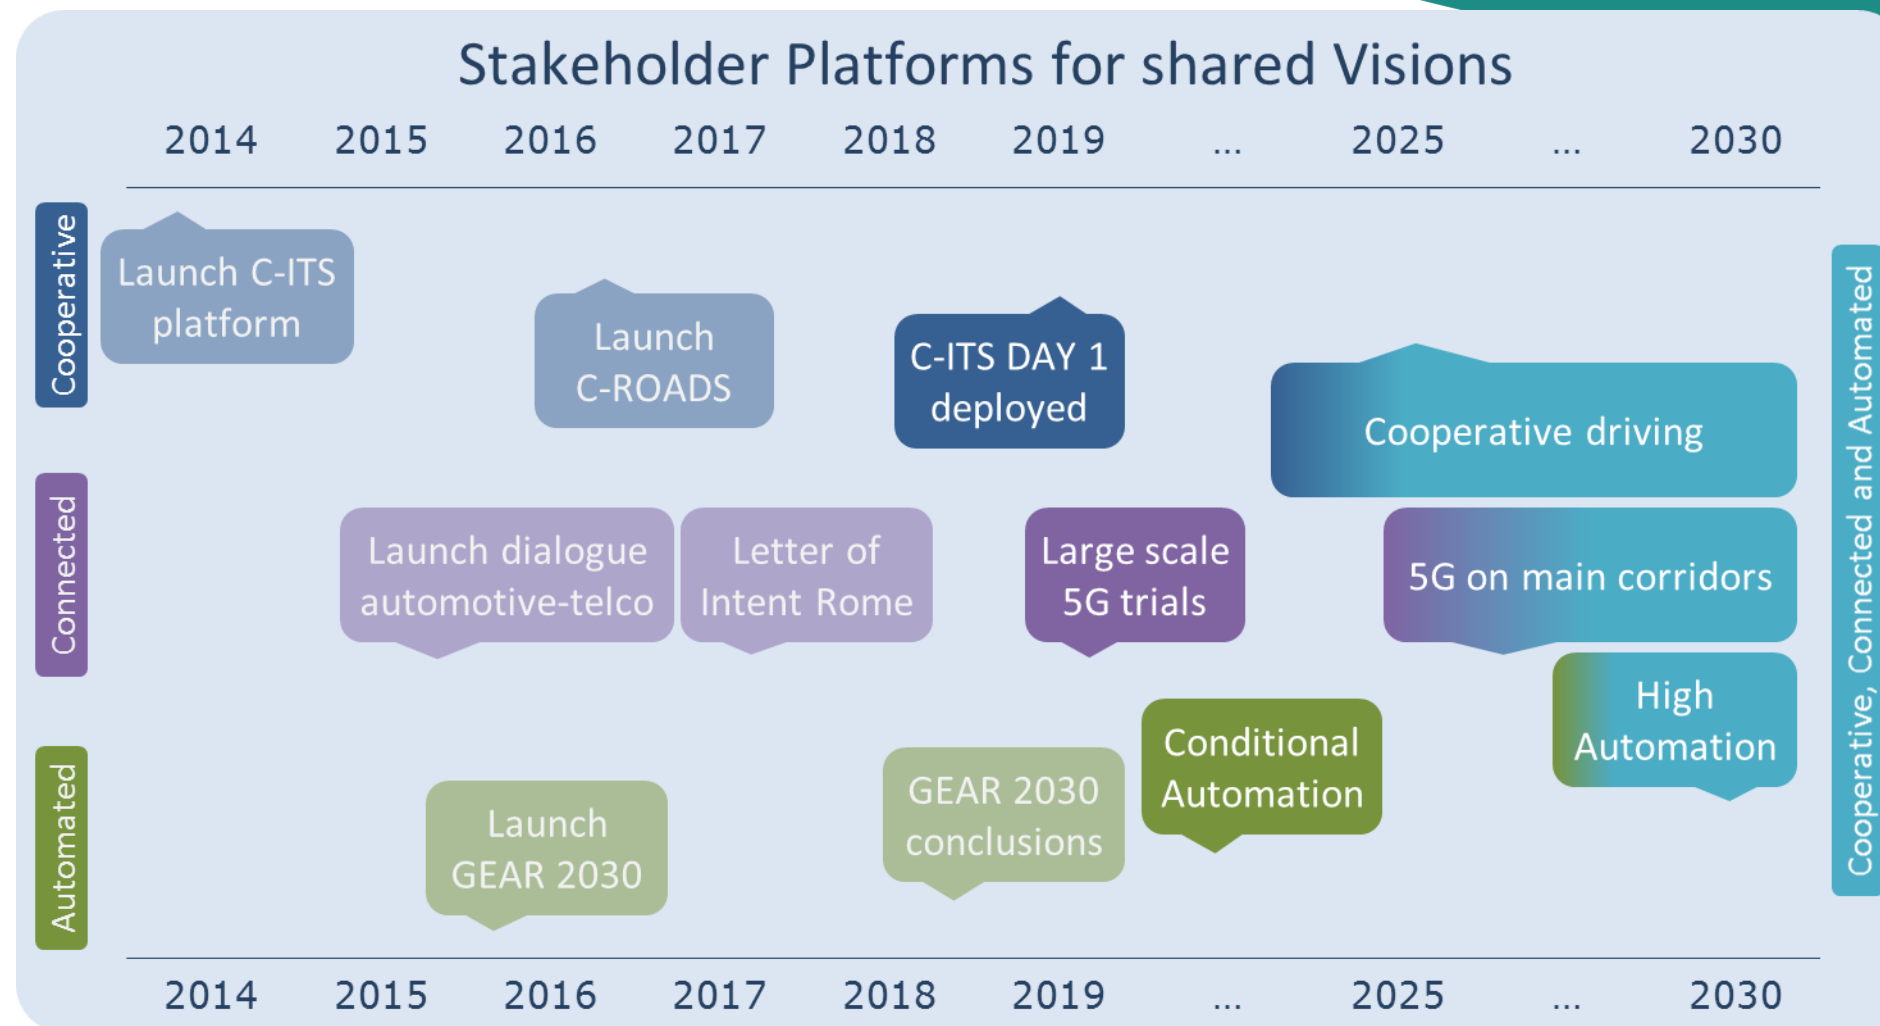 Stakeholder Platforms for shared Visions
2014 2015 2016 2017 2018 2019 ... 2025 ... 2030
Cooperative
Launch C-ITS
platform
Launch
C-ROADS
C-ITS DAY 1
deployed
Cooperative driving
Connected
Launch dialogue
automotive-telco
Letter of
Intent Rome
Large scale
5G trials
5G on main corridors
Automated
Launch
GEAR 2030
GEAR 2030
conclusions
Conditional
Automation
High
Automation
Cooperative, Connected and Automated
2014 2015 2016 2017 2018 2019 ... 2025 ... 2030